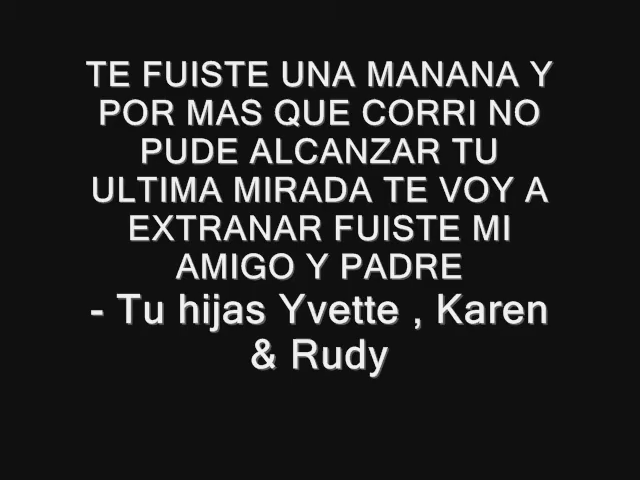 TE FUISTE UNA MANANA Y
POR MAS QUE CORRI NO
PUDE ALCANZAR TU
ULTIMA MIRADA TE VOY A
EXTRANAR FUISTE MI
AMIGO Y PADRE
- Tu hijas Yvette , Karen
& Rudy